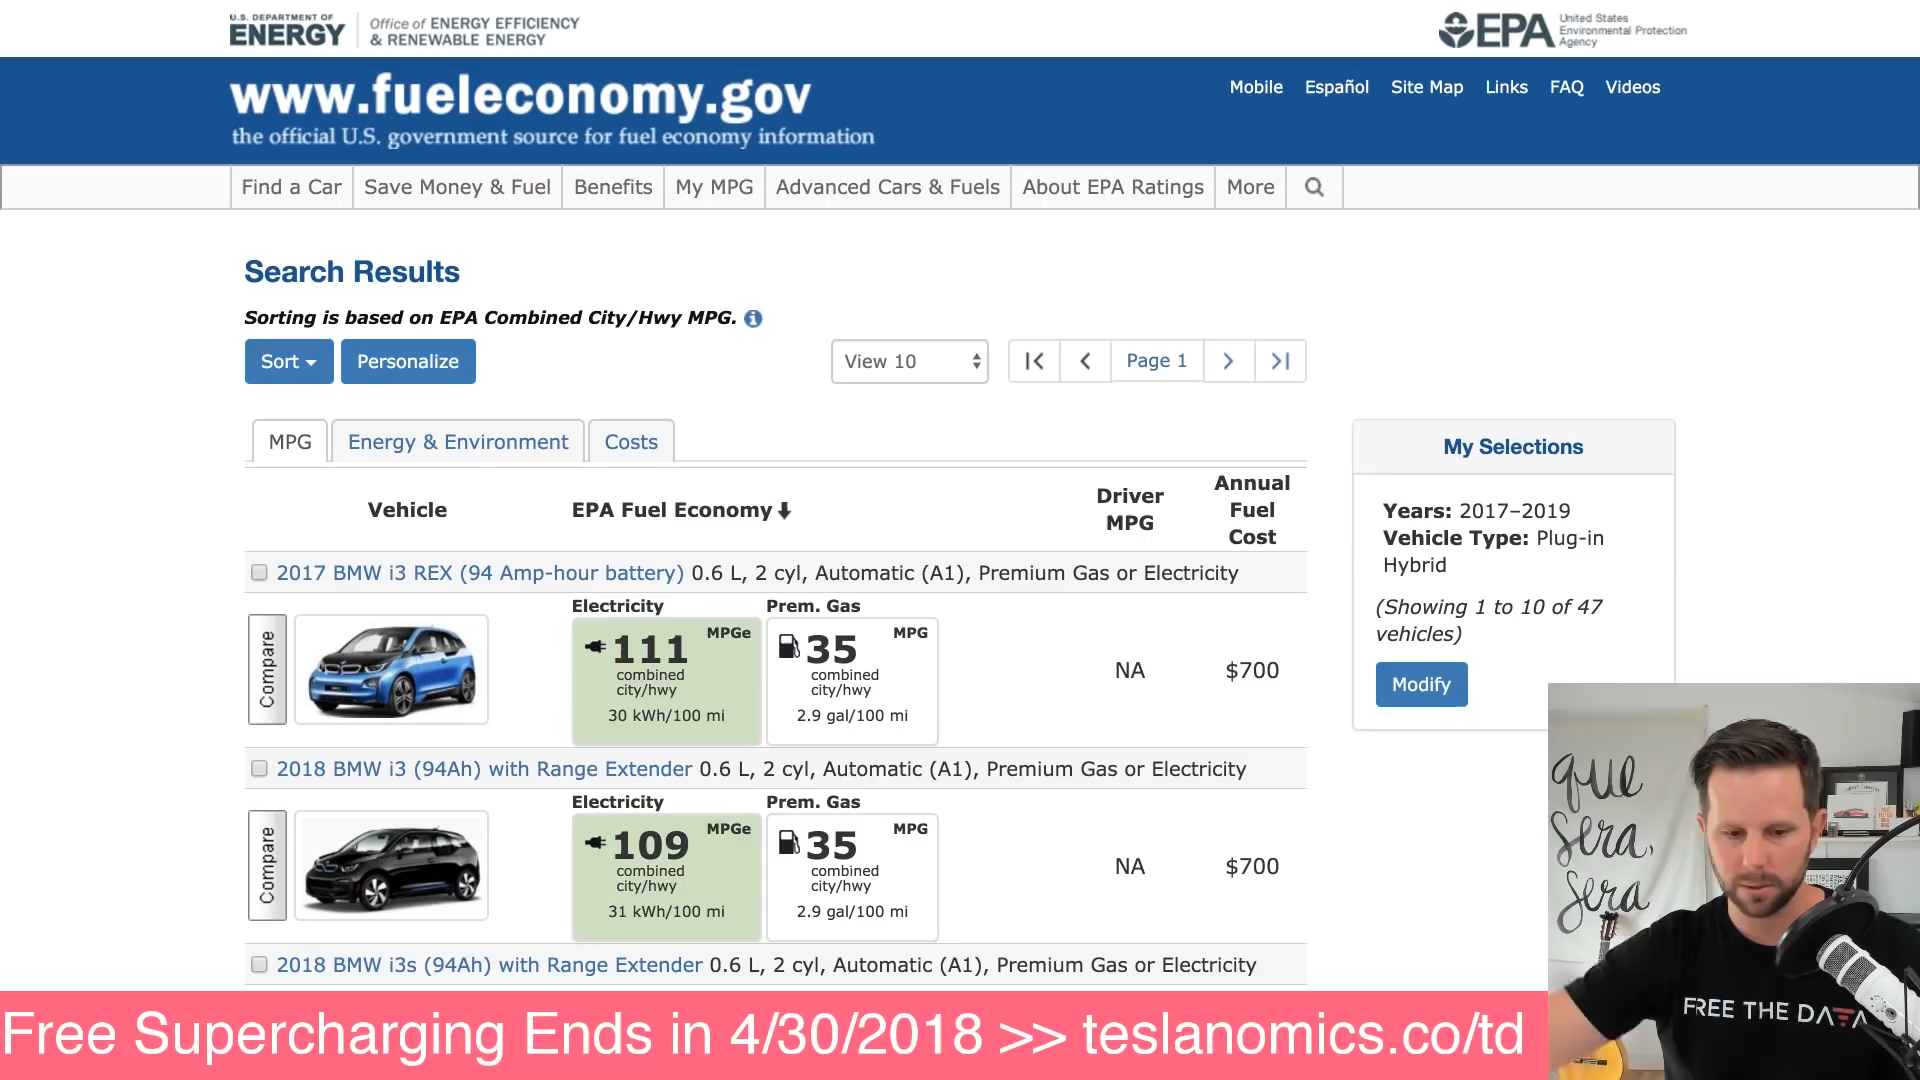 U.S. DEPARTMENT OF
ENERGY
Office of ENERGY EFFICIENCY
& RENEWABLE ENERGY
EPA
United States
Environmental Protection
Agency
www.fueleconomy.gov
the official U.S. government source for fuel economy information
Mobile Español Site Map Links FAQ Videos
Find a Car Save Money & Fuel Benefits My MPG Advanced Cars & Fuels About EPA Ratings More
Search Results
Sorting is based on EPA Combined City/Hwy MPG.
Sort Personalize View 10 Page 1
MPG Energy & Environment Costs
Vehicle EPA Fuel Economy Driver MPG Annual Fuel Cost
2017 BMW i3 REX (94 Amp-hour battery) 0.6 L, 2 cyl, Automatic (A1), Premium Gas or Electricity
Compare
Electricity Prem. Gas
111 MPGe 35 MPG
combined combined
city/hwy city/hwy
30 kWh/100 mi 2.9 gal/100 mi
NA $700
2018 BMW i3 (94Ah) with Range Extender 0.6 L, 2 cyl, Automatic (A1), Premium Gas or Electricity
Compare
Electricity Prem. Gas
109 MPGe 35 MPG
combined combined
city/hwy city/hwy
31 kWh/100 mi 2.9 gal/100 mi
NA $700
2018 BMW i3s (94Ah) with Range Extender 0.6 L, 2 cyl, Automatic (A1), Premium Gas or Electricity
My Selections
Years: 2017–2019
Vehicle Type: Plug-in
Hybrid
(Showing 1 to 10 of 47
vehicles)
Modify
que
sera,
sera
FREE THE DATA
Free Supercharging Ends in 4/30/2018 >> teslanomics.co/td